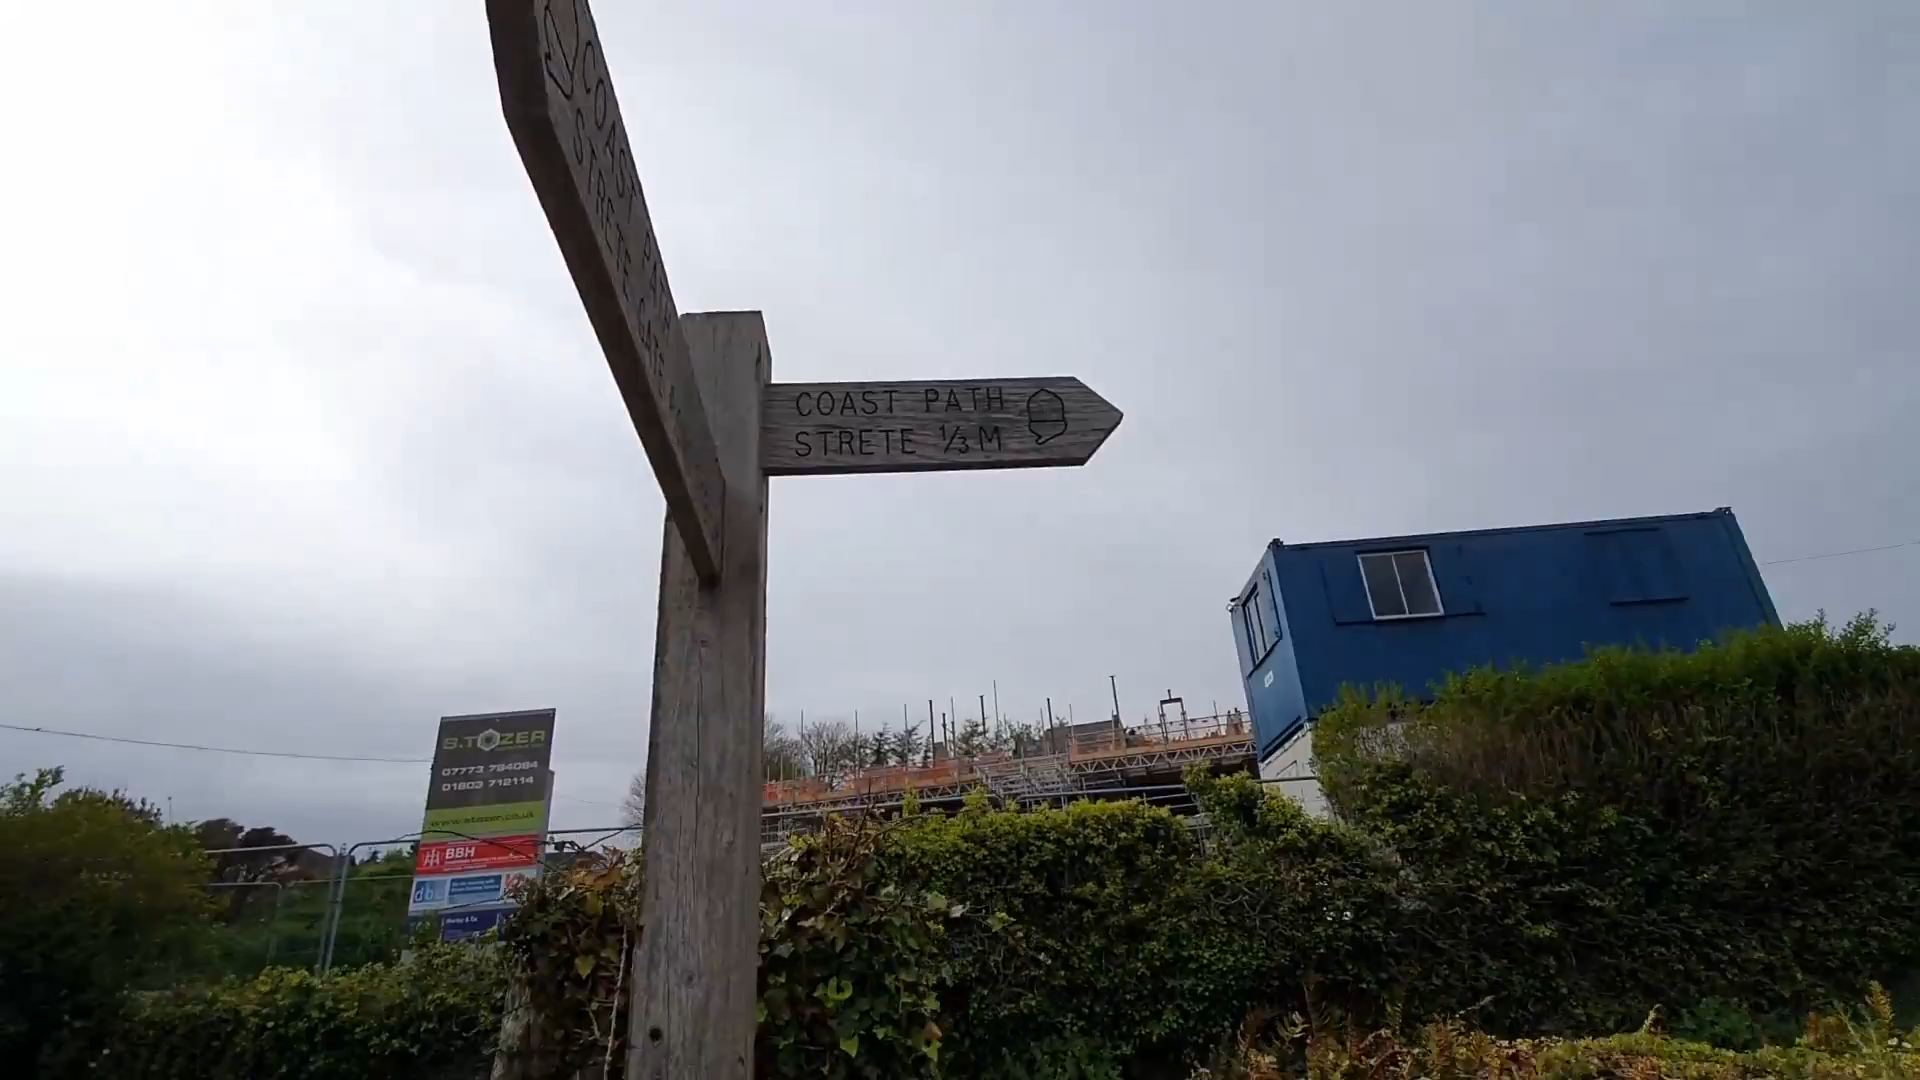 COAST PATH
STRETE GATE
COAST PATH
STRETE 1/3 M
S.TOZER
07773 784084
01803 712114
www.stozer.co.uk
BBH
dbc